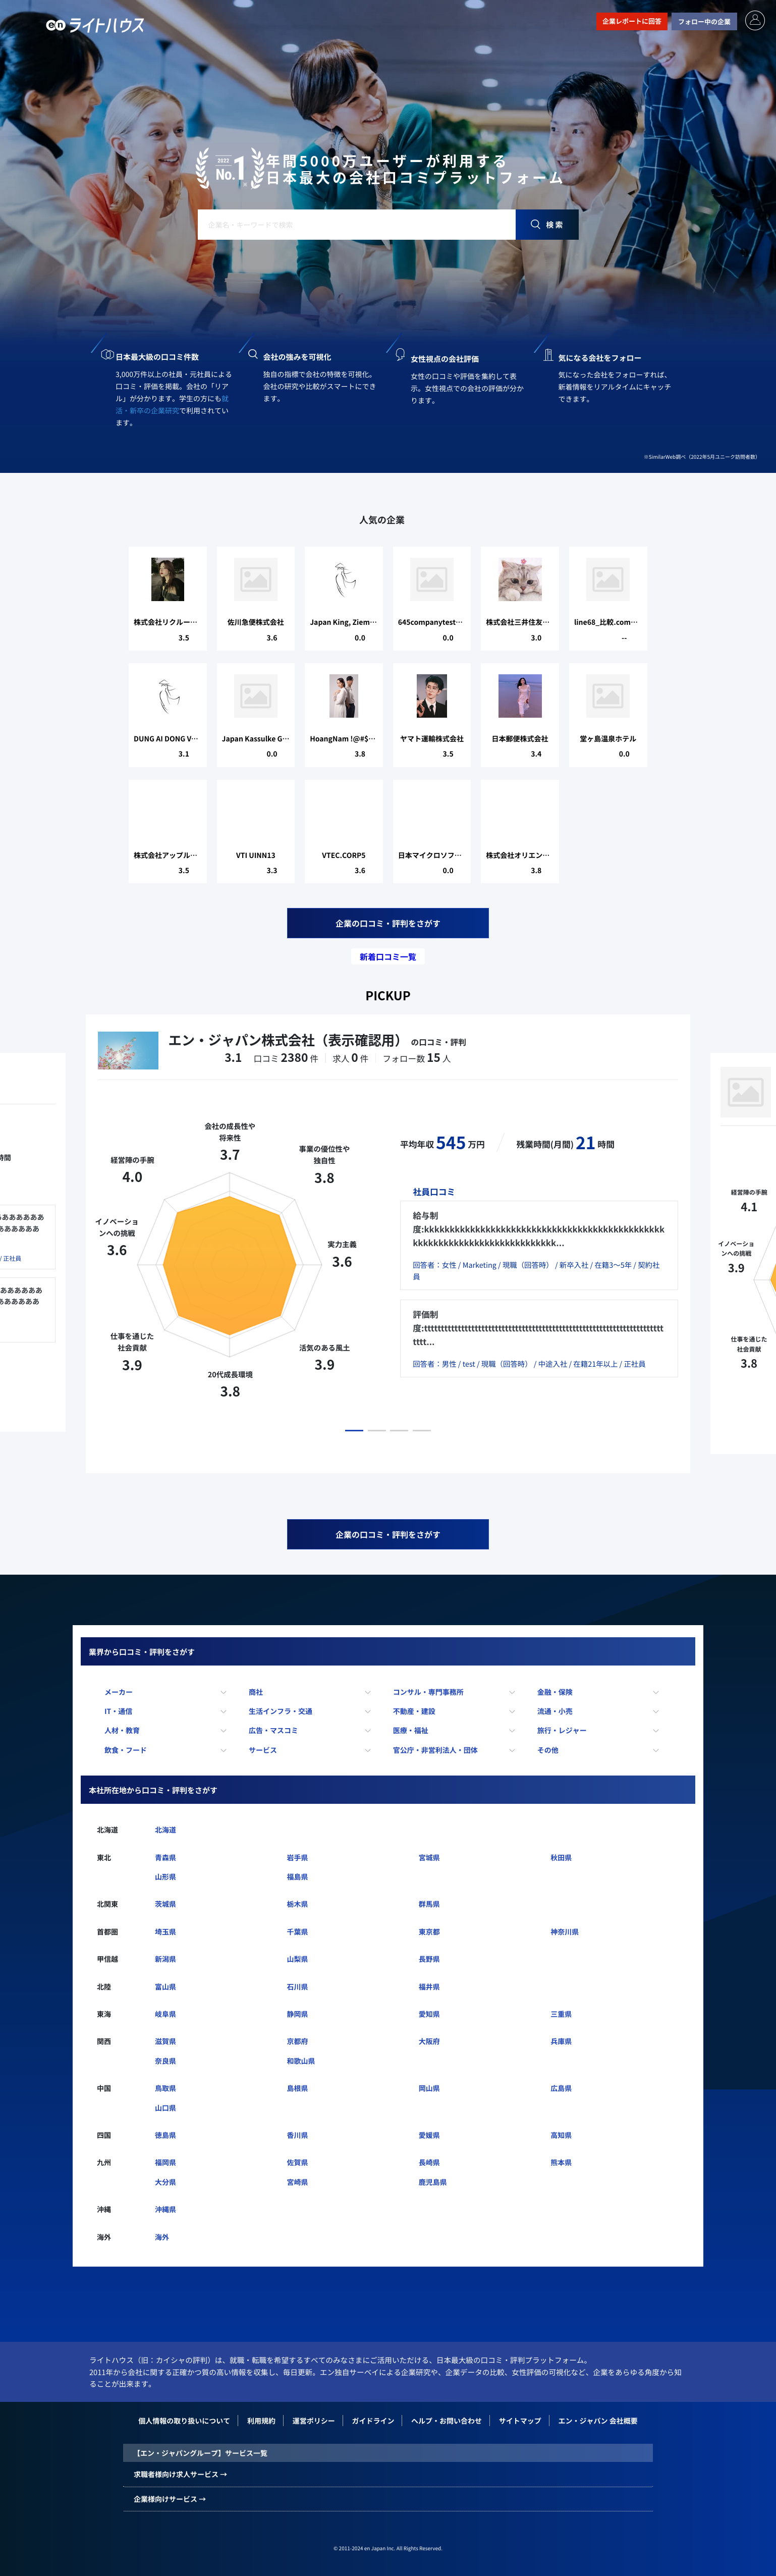 en ライトハウス
企業レポートに回答
フォロー中の企業
2022
No.1
年間5000万ユーザーが利用する
日本最大の会社口コミプラットフォーム
企業名・キーワードで検索
検索
日本最大級の口コミ件数
3,000万件以上の社員・元社員による
口コミ・評価を掲載。会社の「リア
ル」が分かります。学生の方にも就
活・新卒の企業研究で利用されてい
ます。
会社の強みを可視化
独自の指標で会社の特徴を可視化。
会社の研究や比較がスマートにでき
ます。
女性視点の会社評価
女性の口コミや評価を集約して表
示。女性視点での会社の評価が分か
ります。
気になる会社をフォロー
気になった会社をフォローすれば、
新着情報をリアルタイムにキャッチ
できます。
※SimilarWeb調べ（2022年5月ユニーク訪問者数）
人気の企業
株式会社リクルー…
3.5
佐川急便株式会社
3.6
Japan King, Ziem…
0.0
645companytest…
0.0
株式会社三井住友…
3.0
line68_比較.com…
--
DUNG AI DONG V…
3.1
Japan Kassulke G…
0.0
HoangNam !@#$…
3.8
ヤマト運輸株式会社
3.5
日本郵便株式会社
3.4
堂ヶ島温泉ホテル
0.0
株式会社アップル…
3.5
VTI UINN13
3.3
VTEC.CORP5
3.6
日本マイクロソフ…
0.0
株式会社オリエン…
3.8
企業の口コミ・評判をさがす
新着口コミ一覧
PICKUP
エン・ジャパン株式会社（表示確認用） の口コミ・評判
3.1 口コミ 2380 件 求人 0 件 フォロー数 15 人
会社の成長性や
将来性
3.7
事業の優位性や
独自性
3.8
実力主義
3.6
活気のある風土
3.9
20代成長環境
3.8
仕事を通じた
社会貢献
3.9
イノベーショ
ンへの挑戦
3.6
経営陣の手腕
4.0
平均年収 545 万円 残業時間(月間) 21 時間
社員口コミ
給与制
度:kkkkkkkkkkkkkkkkkkkkkkkkkkkkkkkkkkkkkkkkkkkkkkk
kkkkkkkkkkkkkkkkkkkkkkkkkkkk…
回答者：女性 / Marketing / 現職（回答時） / 新卒入社 / 在籍3～5年 / 契約社
員
評価制
度:ttttttttttttttttttttttttttttttttttttttttttttttttttttttttttttttttttttttt
tttt…
回答者：男性 / test / 現職（回答時） / 中途入社 / 在籍21年以上 / 正社員
時間
/ 正社員
経営陣の手腕
4.1
イノベーショ
ンへの挑戦
3.9
仕事を通じた
社会貢献
3.8
企業の口コミ・評判をさがす
業界から口コミ・評判をさがす
メーカー 商社 コンサル・専門事務所 金融・保険
IT・通信 生活インフラ・交通 不動産・建設 流通・小売
人材・教育 広告・マスコミ 医療・福祉 旅行・レジャー
飲食・フード サービス 官公庁・非営利法人・団体 その他
本社所在地から口コミ・評判をさがす
北海道 北海道
東北 青森県 岩手県 宮城県 秋田県
山形県 福島県
北関東 茨城県 栃木県 群馬県
首都圏 埼玉県 千葉県 東京都 神奈川県
甲信越 新潟県 山梨県 長野県
北陸 富山県 石川県 福井県
東海 岐阜県 静岡県 愛知県 三重県
関西 滋賀県 京都府 大阪府 兵庫県
奈良県 和歌山県
中国 鳥取県 島根県 岡山県 広島県
山口県
四国 徳島県 香川県 愛媛県 高知県
九州 福岡県 佐賀県 長崎県 熊本県
大分県 宮崎県 鹿児島県
沖縄 沖縄県
海外 海外
ライトハウス（旧：カイシャの評判）は、就職・転職を希望するすべてのみなさまにご活用いただける、日本最大級の口コミ・評判プラットフォーム。
2011年から会社に関する正確かつ質の高い情報を収集し、毎日更新。エン独自サーベイによる企業研究や、企業データの比較、女性評価の可視化など、企業をあらゆる角度から知
ることが出来ます。
個人情報の取り扱いについて 利用規約 運営ポリシー ガイドライン ヘルプ・お問い合わせ サイトマップ エン・ジャパン 会社概要
【エン・ジャパングループ】サービス一覧
求職者様向け求人サービス →
企業様向けサービス →
© 2011-2024 en Japan Inc. All Rights Reserved.